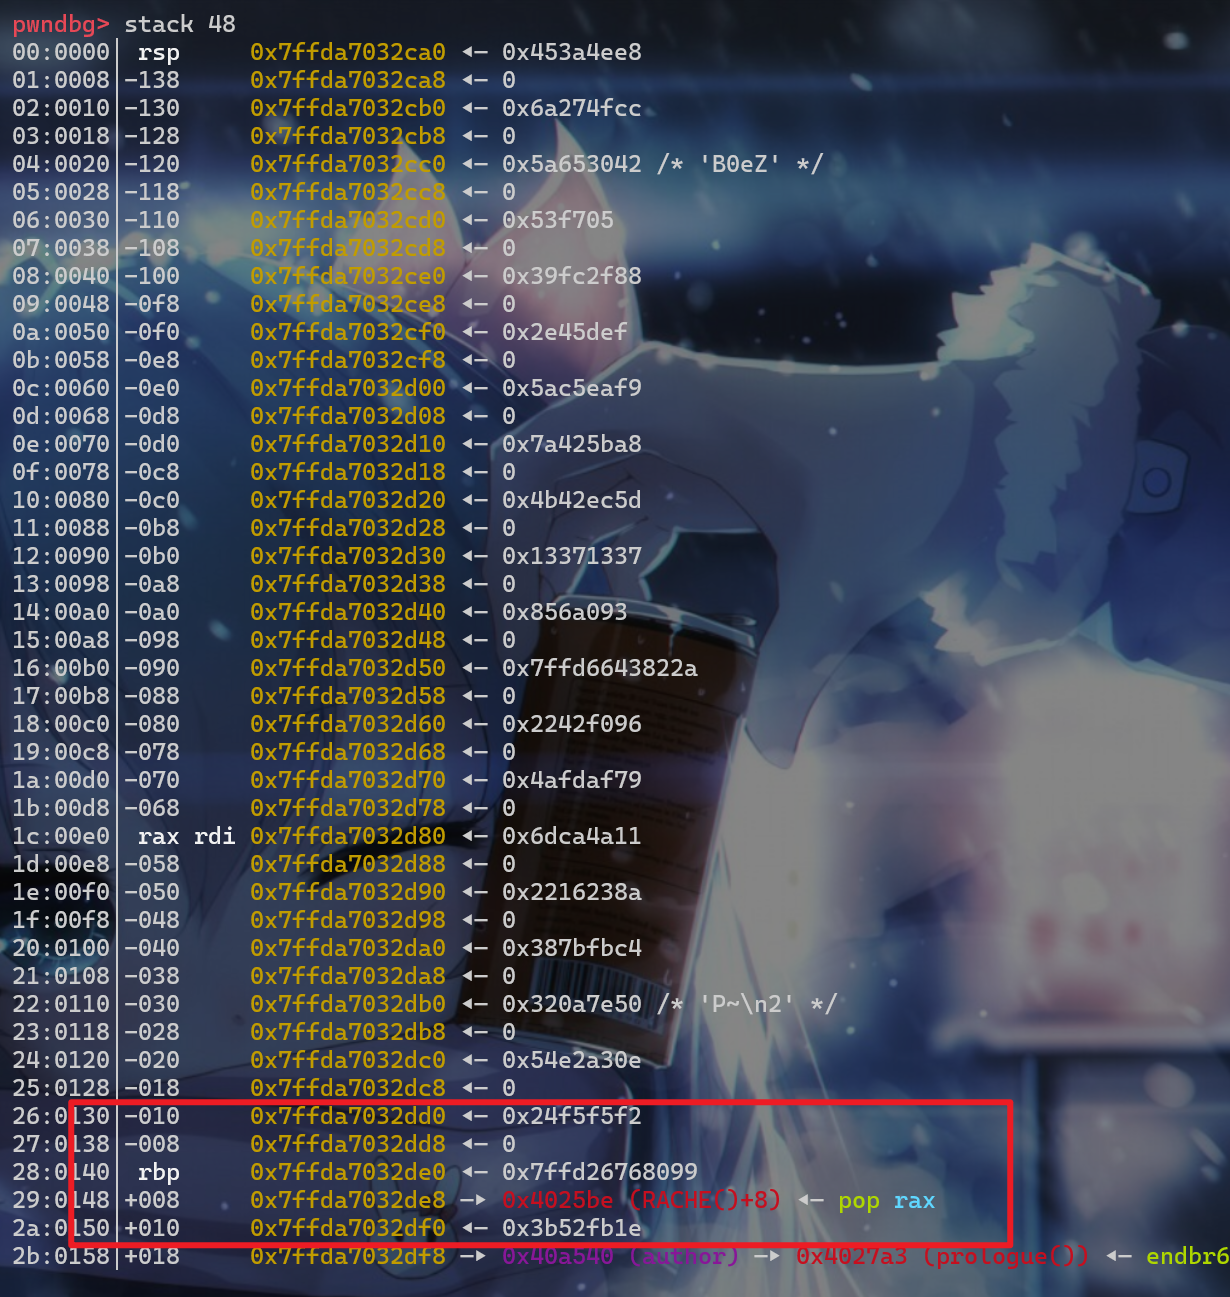 pwndbg> stack 48
00:0000│ rsp 0x7ffda7032ca0 ◂— 0x453a4ee8
01:0008│-138 0x7ffda7032ca8 ◂— 0
02:0010│-130 0x7ffda7032cb0 ◂— 0x6a274fcc
03:0018│-128 0x7ffda7032cb8 ◂— 0
04:0020│-120 0x7ffda7032cc0 ◂— 0x5a653042 /* 'B0eZ' */
05:0028│-118 0x7ffda7032cc8 ◂— 0
06:0030│-110 0x7ffda7032cd0 ◂— 0x53f705
07:0038│-108 0x7ffda7032cd8 ◂— 0
08:0040│-100 0x7ffda7032ce0 ◂— 0x39fc2f88
09:0048│-0f8 0x7ffda7032ce8 ◂— 0
0a:0050│-0f0 0x7ffda7032cf0 ◂— 0x2e45def
0b:0058│-0e8 0x7ffda7032cf8 ◂— 0
0c:0060│-0e0 0x7ffda7032d00 ◂— 0x5ac5eaf9
0d:0068│-0d8 0x7ffda7032d08 ◂— 0
0e:0070│-0d0 0x7ffda7032d10 ◂— 0x7a425ba8
0f:0078│-0c8 0x7ffda7032d18 ◂— 0
10:0080│-0c0 0x7ffda7032d20 ◂— 0x4b42ec5d
11:0088│-0b8 0x7ffda7032d28 ◂— 0
12:0090│-0b0 0x7ffda7032d30 ◂— 0x13371337
13:0098│-0a8 0x7ffda7032d38 ◂— 0
14:00a0│-0a0 0x7ffda7032d40 ◂— 0x856a093
15:00a8│-098 0x7ffda7032d48 ◂— 0
16:00b0│-090 0x7ffda7032d50 ◂— 0x7ffd6643822a
17:00b8│-088 0x7ffda7032d58 ◂— 0
18:00c0│-080 0x7ffda7032d60 ◂— 0x2242f096
19:00c8│-078 0x7ffda7032d68 ◂— 0
1a:00d0│-070 0x7ffda7032d70 ◂— 0x4afdaf79
1b:00d8│-068 0x7ffda7032d78 ◂— 0
1c:00e0│ rax rdi 0x7ffda7032d80 ◂— 0x6dca4a11
1d:00e8│-058 0x7ffda7032d88 ◂— 0
1e:00f0│-050 0x7ffda7032d90 ◂— 0x2216238a
1f:00f8│-048 0x7ffda7032d98 ◂— 0
20:0100│-040 0x7ffda7032da0 ◂— 0x387bfbc4
21:0108│-038 0x7ffda7032da8 ◂— 0
22:0110│-030 0x7ffda7032db0 ◂— 0x320a7e50 /* 'P~\n2' */
23:0118│-028 0x7ffda7032db8 ◂— 0
24:0120│-020 0x7ffda7032dc0 ◂— 0x54e2a30e
25:0128│-018 0x7ffda7032dc8 ◂— 0
26:0130│-010 0x7ffda7032dd0 ◂— 0x24f5f5f2
27:0138│-008 0x7ffda7032dd8 ◂— 0
28:0140│ rbp 0x7ffda7032de0 ◂— 0x7ffd26768099
29:0148│+008 0x7ffda7032de8 —▸ 0x4025be (RACHE()+8) ◂— pop rax
2a:0150│+010 0x7ffda7032df0 ◂— 0x3b52fb1e
2b:0158│+018 0x7ffda7032df8 —▸ 0x40a540 (author) —▸ 0x4027a3 (prologue()) ◂— endbr6